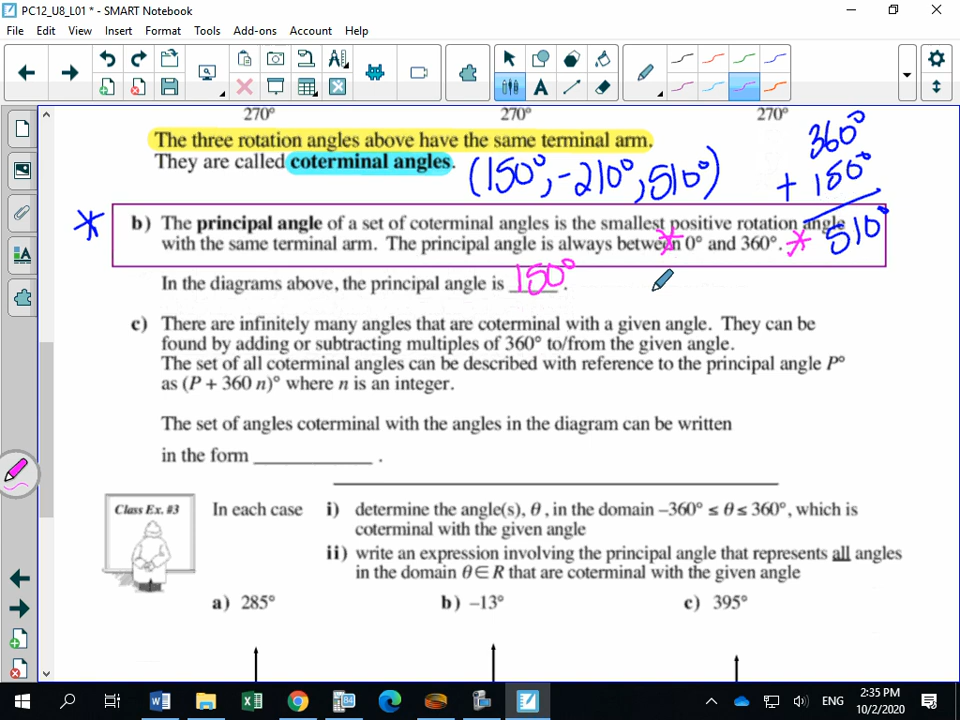 PC12_U8_L01 * - SMART Notebook
File Edit View Insert Format Tools Add-ons Account Help
270° 270° 270°
The three rotation angles above have the same terminal arm.
They are called coterminal angles.
(150°, -210°, 510°)
360°
+ 150°
510°
b) The principal angle of a set of coterminal angles is the smallest positive rotation angle
with the same terminal arm. The principal angle is always between 0° and 360°.
In the diagrams above, the principal angle is 150°.
c) There are infinitely many angles that are coterminal with a given angle. They can be
found by adding or subtracting multiples of 360° to/from the given angle.
The set of all coterminal angles can be described with reference to the principal angle P°
as (P + 360 n)° where n is an integer.
The set of angles coterminal with the angles in the diagram can be written
in the form ____________ .
Class Ex. #3
In each case i) determine the angle(s), θ, in the domain –360° ≤ θ ≤ 360°, which is
coterminal with the given angle
ii) write an expression involving the principal angle that represents all angles
in the domain θ ∈ R that are coterminal with the given angle
a) 285° b) –13° c) 395°
ENG
2:35 PM
10/2/2020